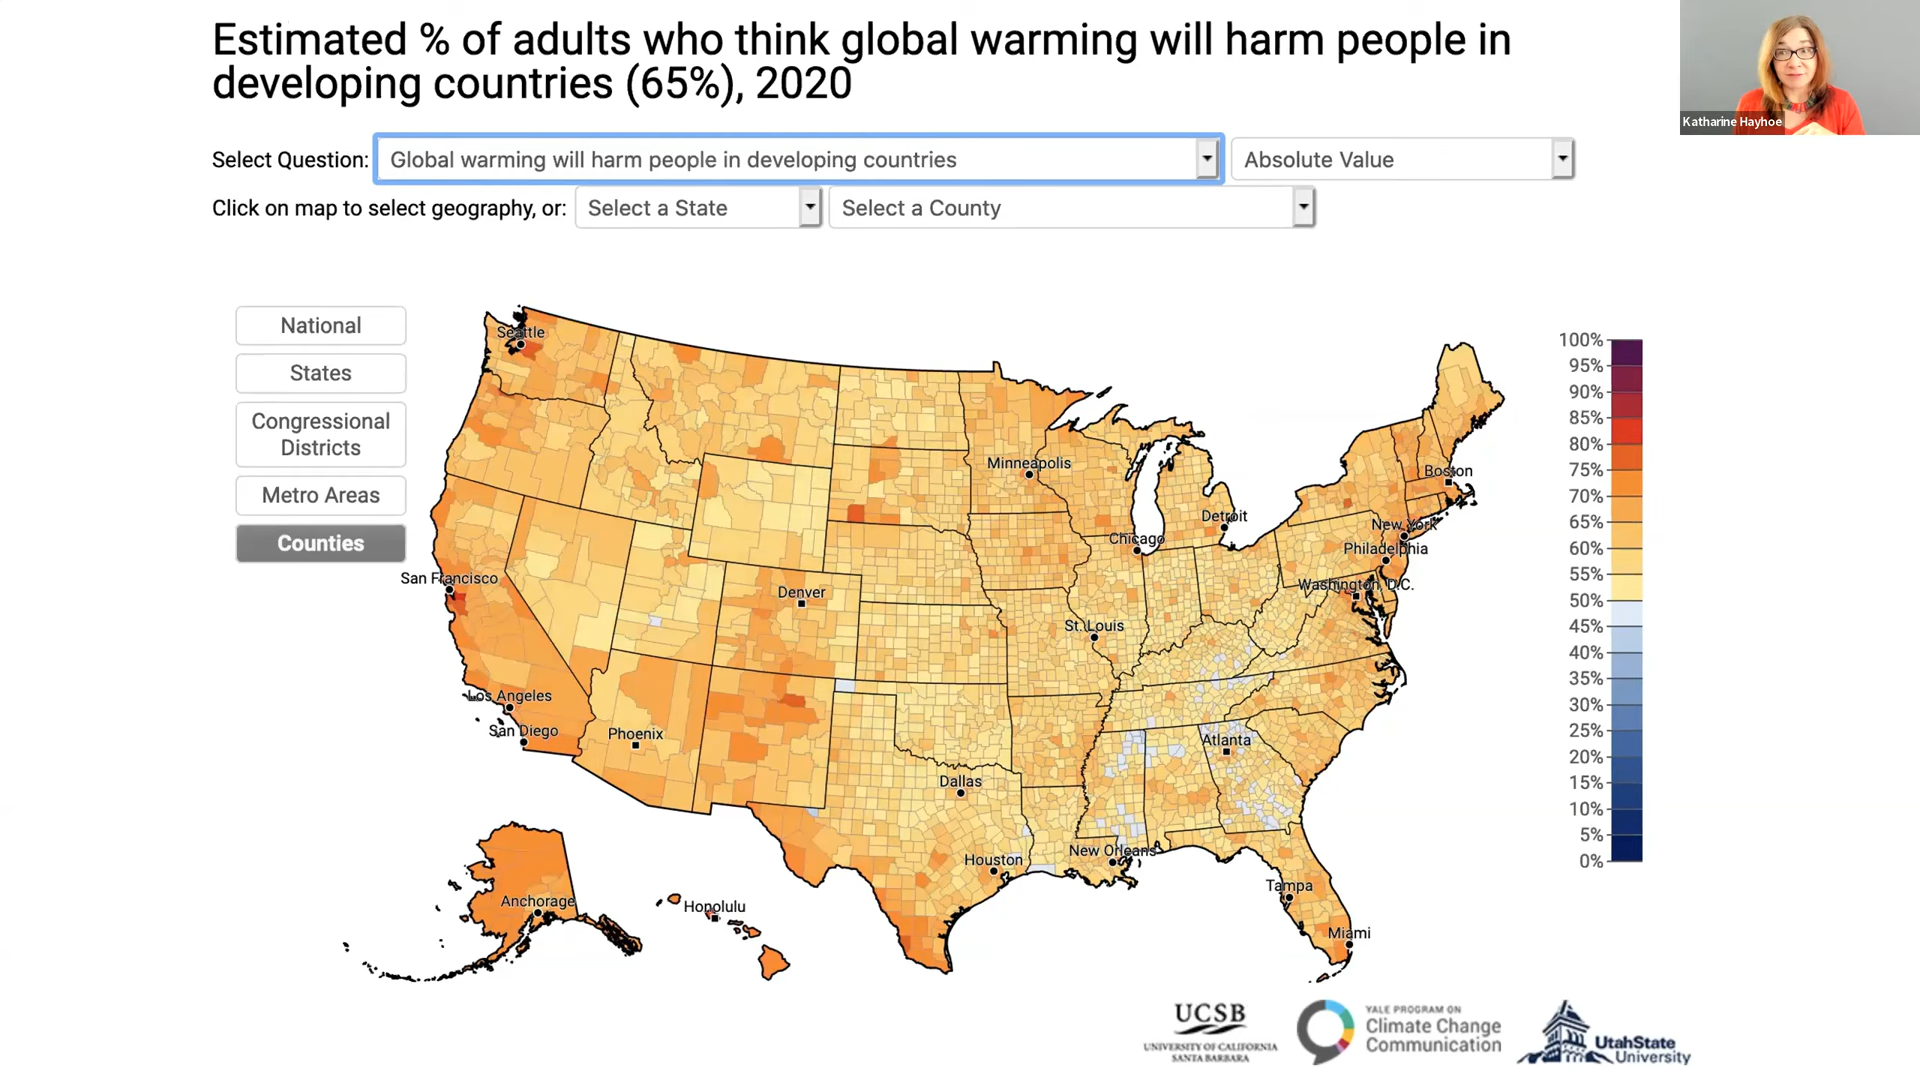 Estimated % of adults who think global warming will harm people in
developing countries (65%), 2020
Katharine Hayhoe
Select Question:
Global warming will harm people in developing countries
Absolute Value
Click on map to select geography, or:
Select a State
Select a County
National
States
Congressional
Districts
Metro Areas
Counties
Seattle
Minneapolis
Boston
Detroit
New York
Chicago
Philadelphia
San Francisco
Washington, D.C.
Denver
St. Louis
Los Angeles
San Diego
Phoenix
Atlanta
Dallas
New Orleans
Houston
Tampa
Anchorage
Honolulu
Miami
100%
95%
90%
85%
80%
75%
70%
65%
60%
55%
50%
45%
40%
35%
30%
25%
20%
15%
10%
5%
0%
UCSB
UNIVERSITY OF CALIFORNIA
SANTA BARBARA
YALE PROGRAM ON
Climate Change
Communication
UtahState
University